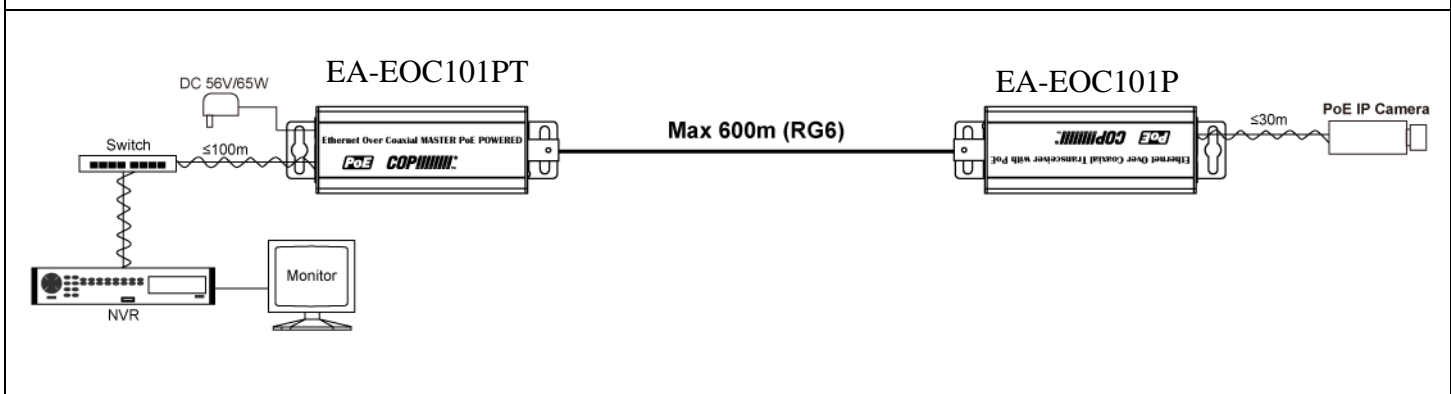 EA-EOC101PT
EA-EOC101P
DC 56V/65W
PoE IP Camera
Max 600m (RG6)
≤30m
Ethernet Over Coaxial MASTER PoE POWERED
Switch
≤100m
PoE COP
PoE COP
Ethernet Over Coaxial Transceiver with PoE
Monitor
NVR